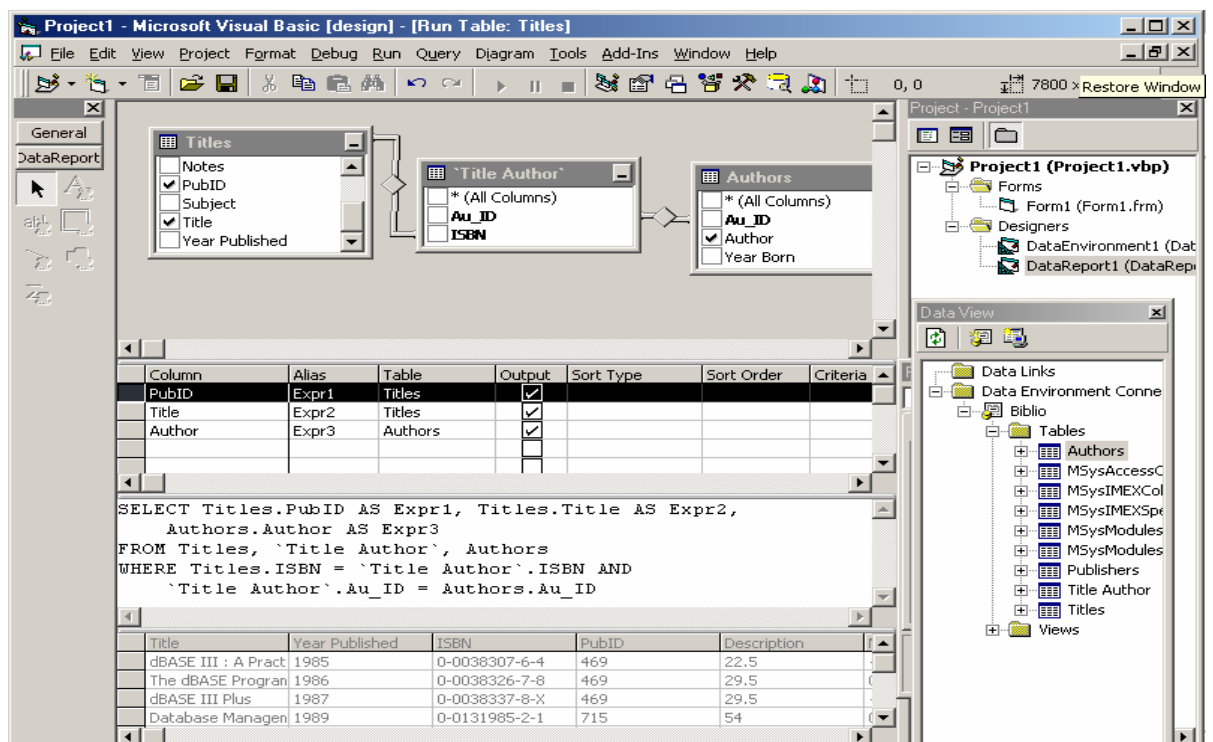 Project1 - Microsoft Visual Basic [design] - [Run Table: Titles]
File Edit View Project Format Debug Run Query Diagram Tools Add-Ins Window Help
0, 0 7800 x Restore Window
General
DataReport
Titles
Notes
PubID
Subject
Title
Year Published
`Title Author`
* (All Columns)
Au_ID
ISBN
Authors
* (All Columns)
Au_ID
Author
Year Born
Column Alias Table Output Sort Type Sort Order Criteria
PubID Expr1 Titles
Title Expr2 Titles
Author Expr3 Authors
SELECT Titles.PubID AS Expr1, Titles.Title AS Expr2,
Authors.Author AS Expr3
FROM Titles, `Title Author`, Authors
WHERE Titles.ISBN = `Title Author`.ISBN AND
`Title Author`.Au_ID = Authors.Au_ID
Title Year Published ISBN PubID Description
dBASE III : A Pract 1985 0-0038307-6-4 469 22.5
The dBASE Progran 1986 0-0038326-7-8 469 29.5
dBASE III Plus 1987 0-0038337-8-X 469 29.5
Database Managen 1989 0-0131985-2-1 715 54
Project - Project1
Project1 (Project1.vbp)
Forms
Form1 (Form1.frm)
Designers
DataEnvironment1 (Dat
DataReport1 (DataRep
Data View
Data Links
Data Environment Conne
Biblio
Tables
Authors
MSysAccessC
MSysIMEXCol
MSysIMEXSpe
MSysModules
MSysModules
Publishers
Title Author
Titles
Views